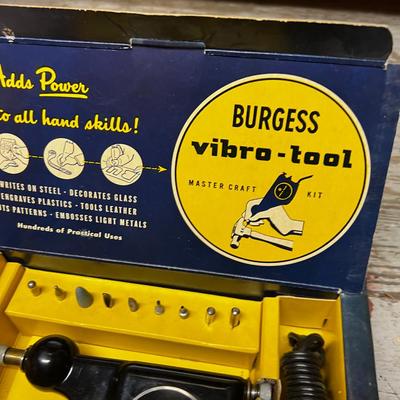 Adds Power
to all hand skills!
WRITES ON STEEL · DECORATES GLASS
ENGRAVES PLASTICS · TOOLS LEATHER
CUTS PATTERNS · EMBOSSES LIGHT METALS
Hundreds of Practical Uses
BURGESS
vibro-tool
MASTER CRAFT KIT